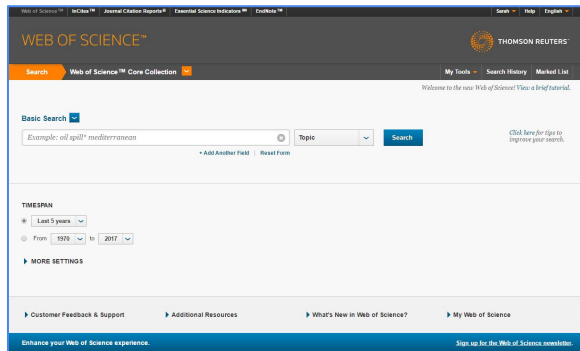 Web of Science™ InCites™ Journal Citation Reports® Essential Science Indicators℠ EndNote™ Sarah Help English
WEB OF SCIENCE™ THOMSON REUTERS™
Search Web of Science™ Core Collection My Tools Search History Marked List
Welcome to the new Web of Science! View a brief tutorial.
Basic Search
Example: oil spill* mediterranean Topic Search Click here for tips to
improve your search.
+ Add Another Field | Reset Form
TIMESPAN
Last 5 years
From 1970 to 2017
MORE SETTINGS
Customer Feedback & Support Additional Resources What's New in Web of Science? My Web of Science
Enhance your Web of Science experience. Sign up for the Web of Science newsletter.